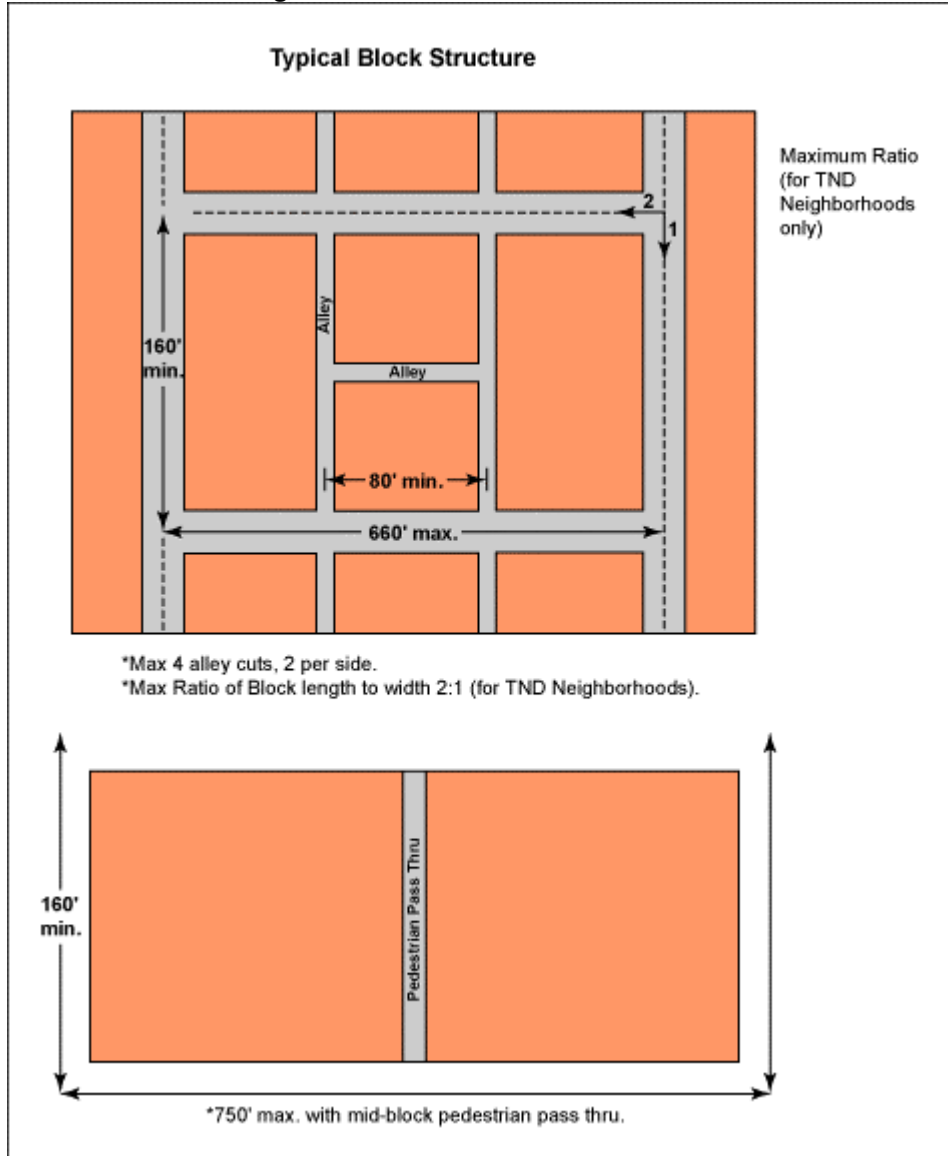 Typical Block Structure
Maximum Ratio
(for TND
Neighborhoods
only)
2
1
Alley
160'
min.
Alley
80' min.
660' max.
*Max 4 alley cuts, 2 per side.
*Max Ratio of Block length to width 2:1 (for TND Neighborhoods).
Pedestrian Pass Thru
160'
min.
*750' max. with mid-block pedestrian pass thru.